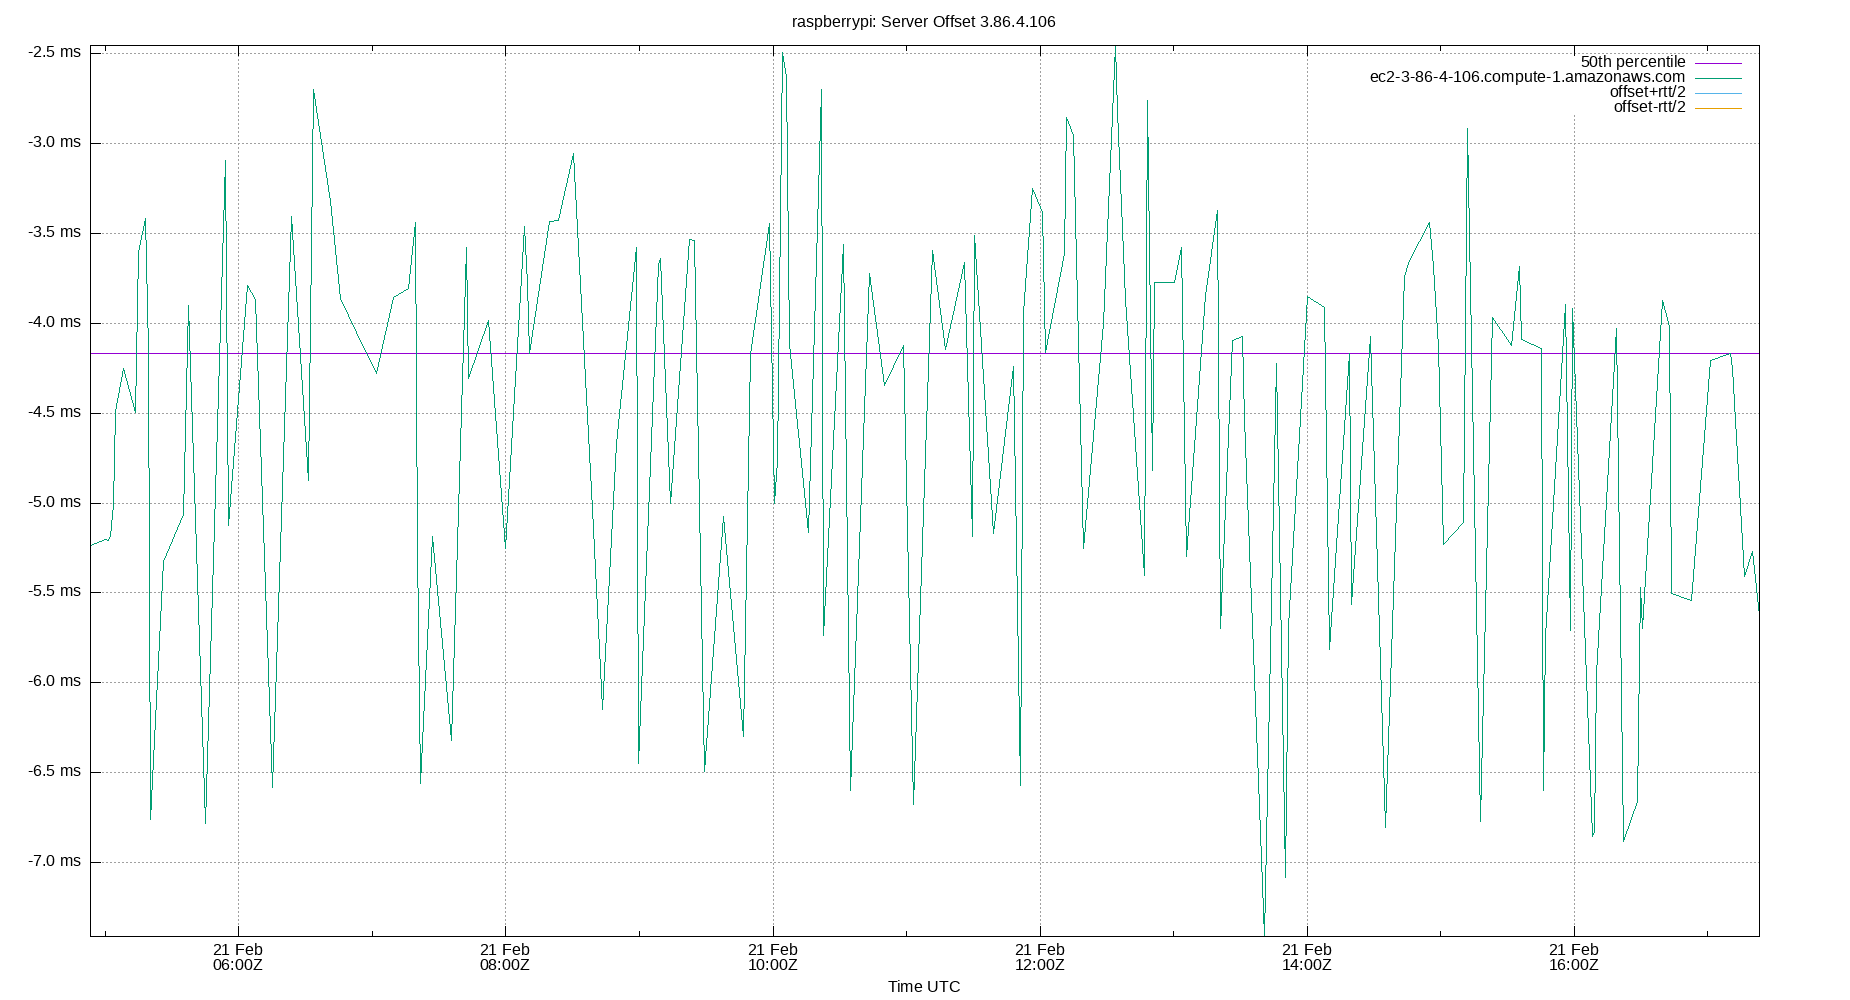 raspberrypi: Server Offset 3.86.4.106
-2.5 ms
-3.0 ms
-3.5 ms
-4.0 ms
-4.5 ms
-5.0 ms
-5.5 ms
-6.0 ms
-6.5 ms
-7.0 ms
50th percentile
ec2-3-86-4-106.compute-1.amazonaws.com
offset+rtt/2
offset-rtt/2
21 Feb 21 Feb 21 Feb 21 Feb 21 Feb 21 Feb
06:00Z 08:00Z 10:00Z 12:00Z 14:00Z 16:00Z
Time UTC